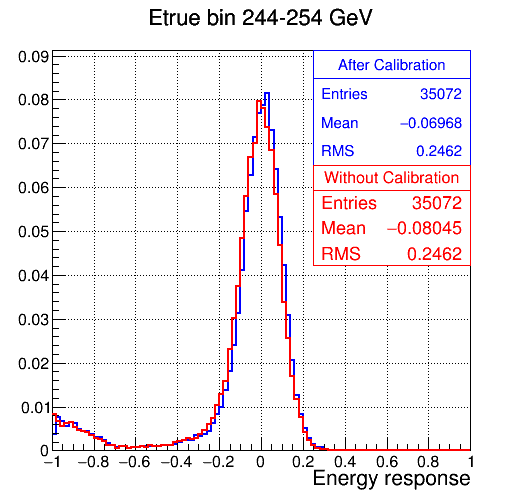 Etrue bin 244-254 GeV
After Calibration
Entries 35072
Mean −0.06968
RMS 0.2462
Without Calibration
Entries 35072
Mean −0.08045
RMS 0.2462
0.09
0.08
0.07
0.06
0.05
0.04
0.03
0.02
0.01
0
−1 −0.8 −0.6 −0.4 −0.2 0 0.2 0.4 0.6 0.8 1
Energy response